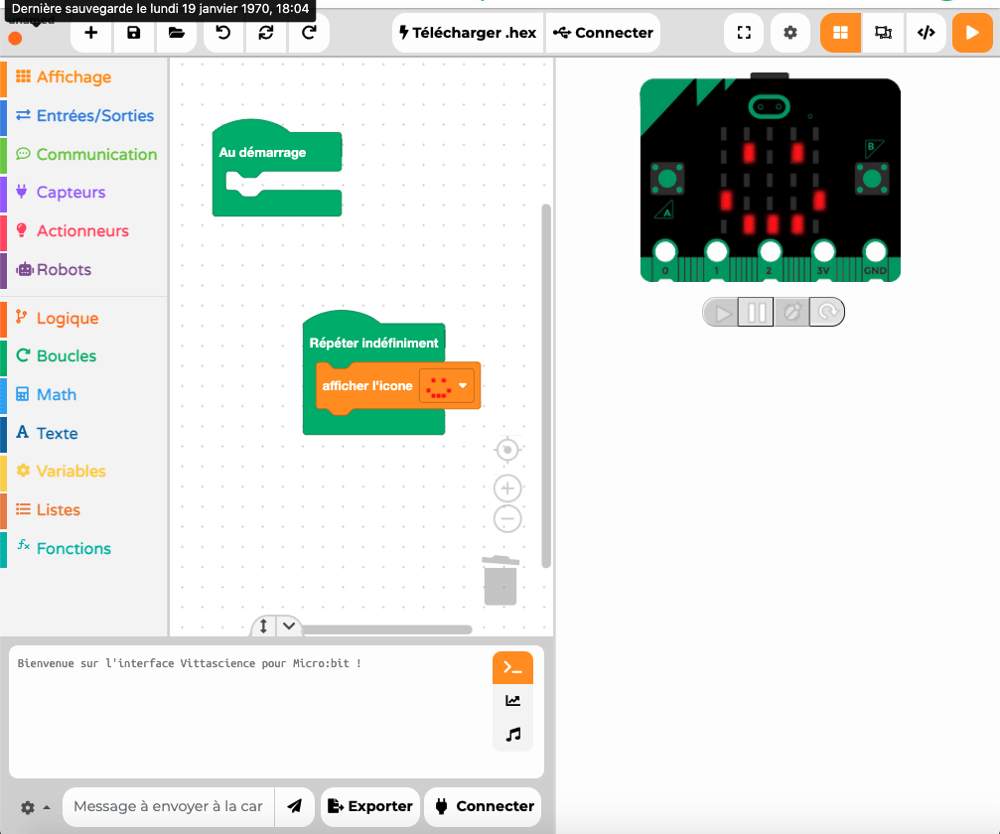 Dernière sauvegarde le lundi 19 janvier 1970, 18:04
unnamed
Télécharger .hex
Connecter
Affichage
Entrées/Sorties
Communication
Capteurs
Actionneurs
Robots
Logique
Boucles
Math
Texte
Variables
Listes
Fonctions
Au démarrage
Répéter indéfiniment
afficher l'icone
B
A
0 1 2 3V GND
Bienvenue sur l'interface Vittascience pour Micro:bit !
Message à envoyer à la car
Exporter
Connecter